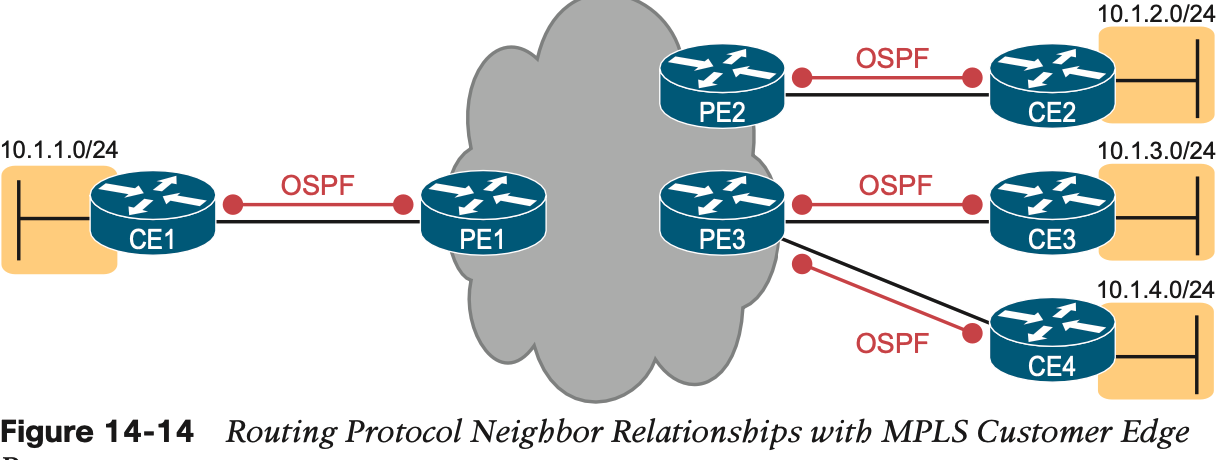 10.1.2.0/24
OSPF
PE2
CE2
10.1.1.0/24
10.1.3.0/24
OSPF
OSPF
CE1
PE1
PE3
CE3
10.1.4.0/24
OSPF
CE4
Figure 14-14 Routing Protocol Neighbor Relationships with MPLS Customer Edge